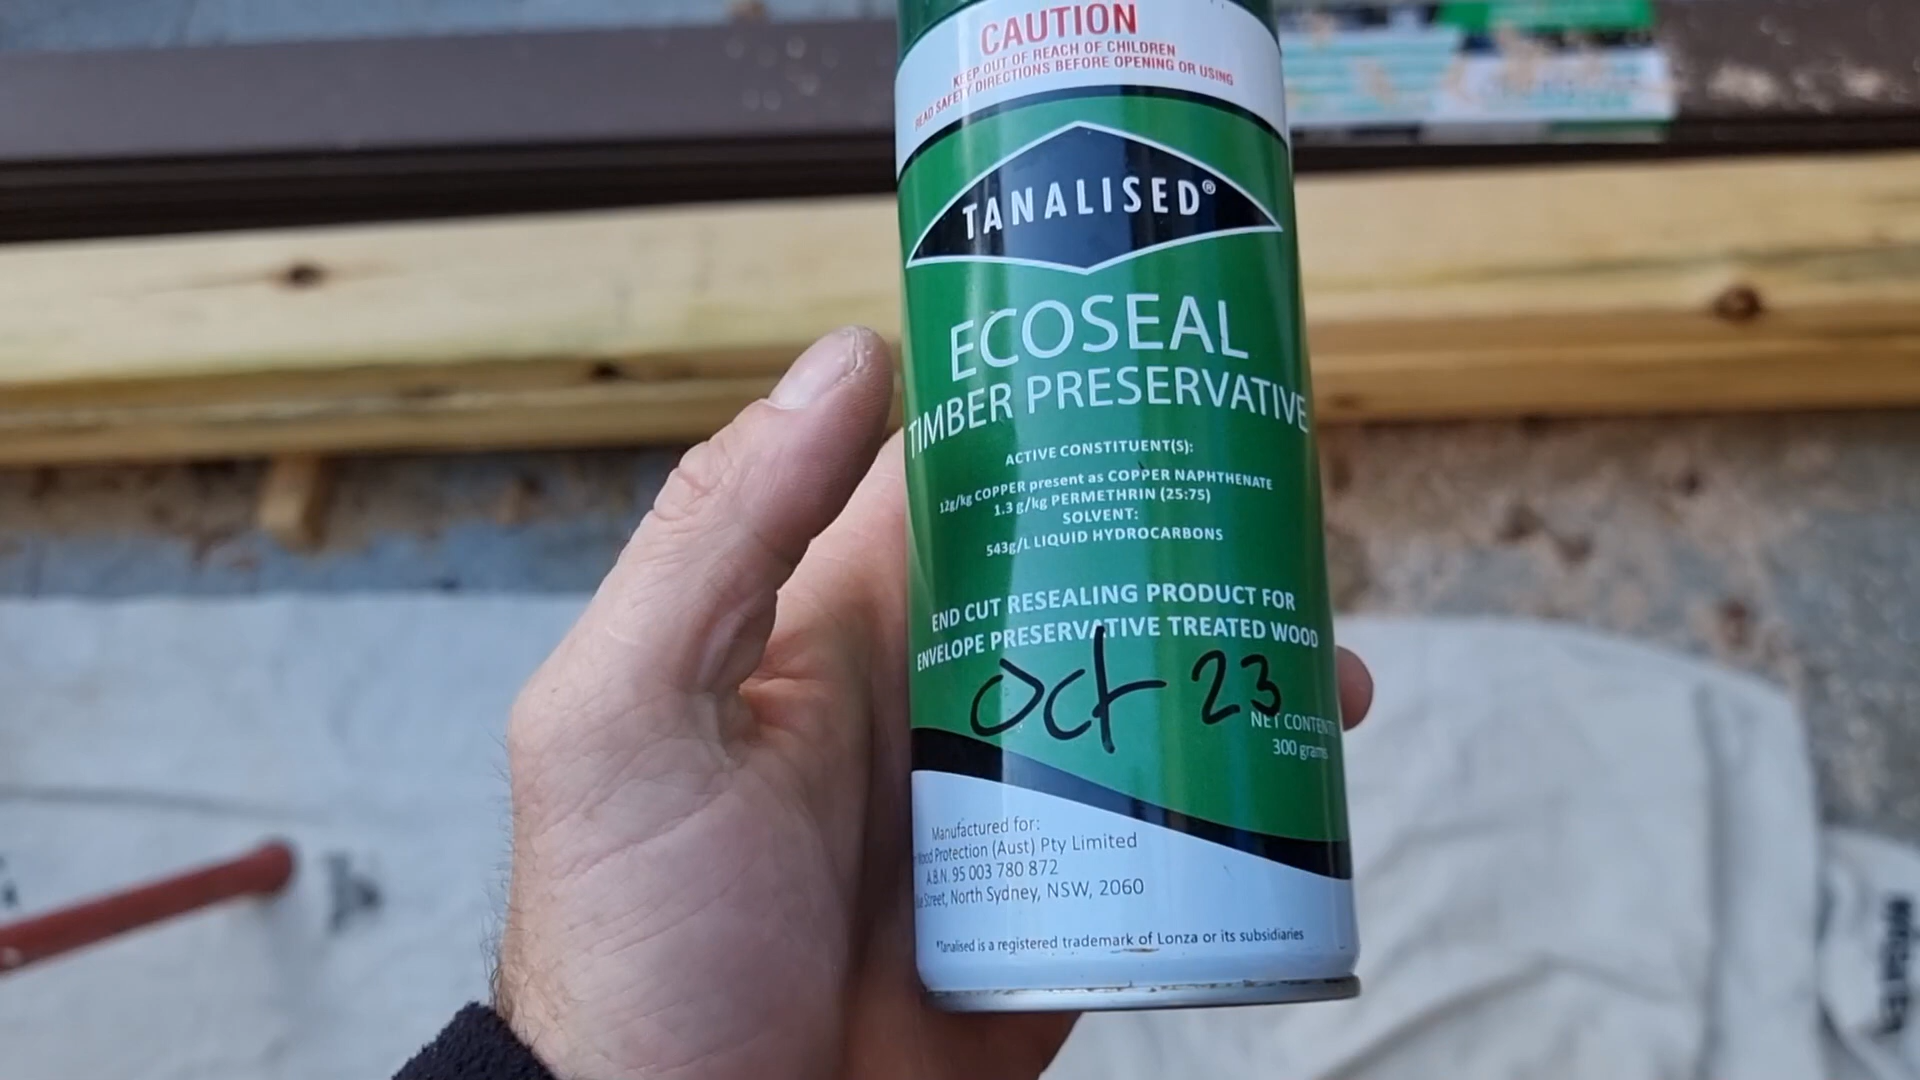 CAUTION
KEEP OUT OF REACH OF CHILDREN
READ SAFETY DIRECTIONS BEFORE OPENING OR USING
TANALISED®
ECOSEAL
TIMBER PRESERVATIVE
ACTIVE CONSTITUENT(S):
12g/kg COPPER present as COPPER NAPHTHENATE
1.3 g/kg PERMETHRIN (25:75)
SOLVENT:
543g/L LIQUID HYDROCARBONS
END CUT RESEALING PRODUCT FOR
ENVELOPE PRESERVATIVE TREATED WOOD
Oct 23
NET CONTENT
300 grams
Manufactured for:
Wood Protection (Aust) Pty Limited
A.B.N. 95 003 780 872
Street, North Sydney, NSW, 2060
*Tanalised is a registered trademark of Lonza or its subsidiaries